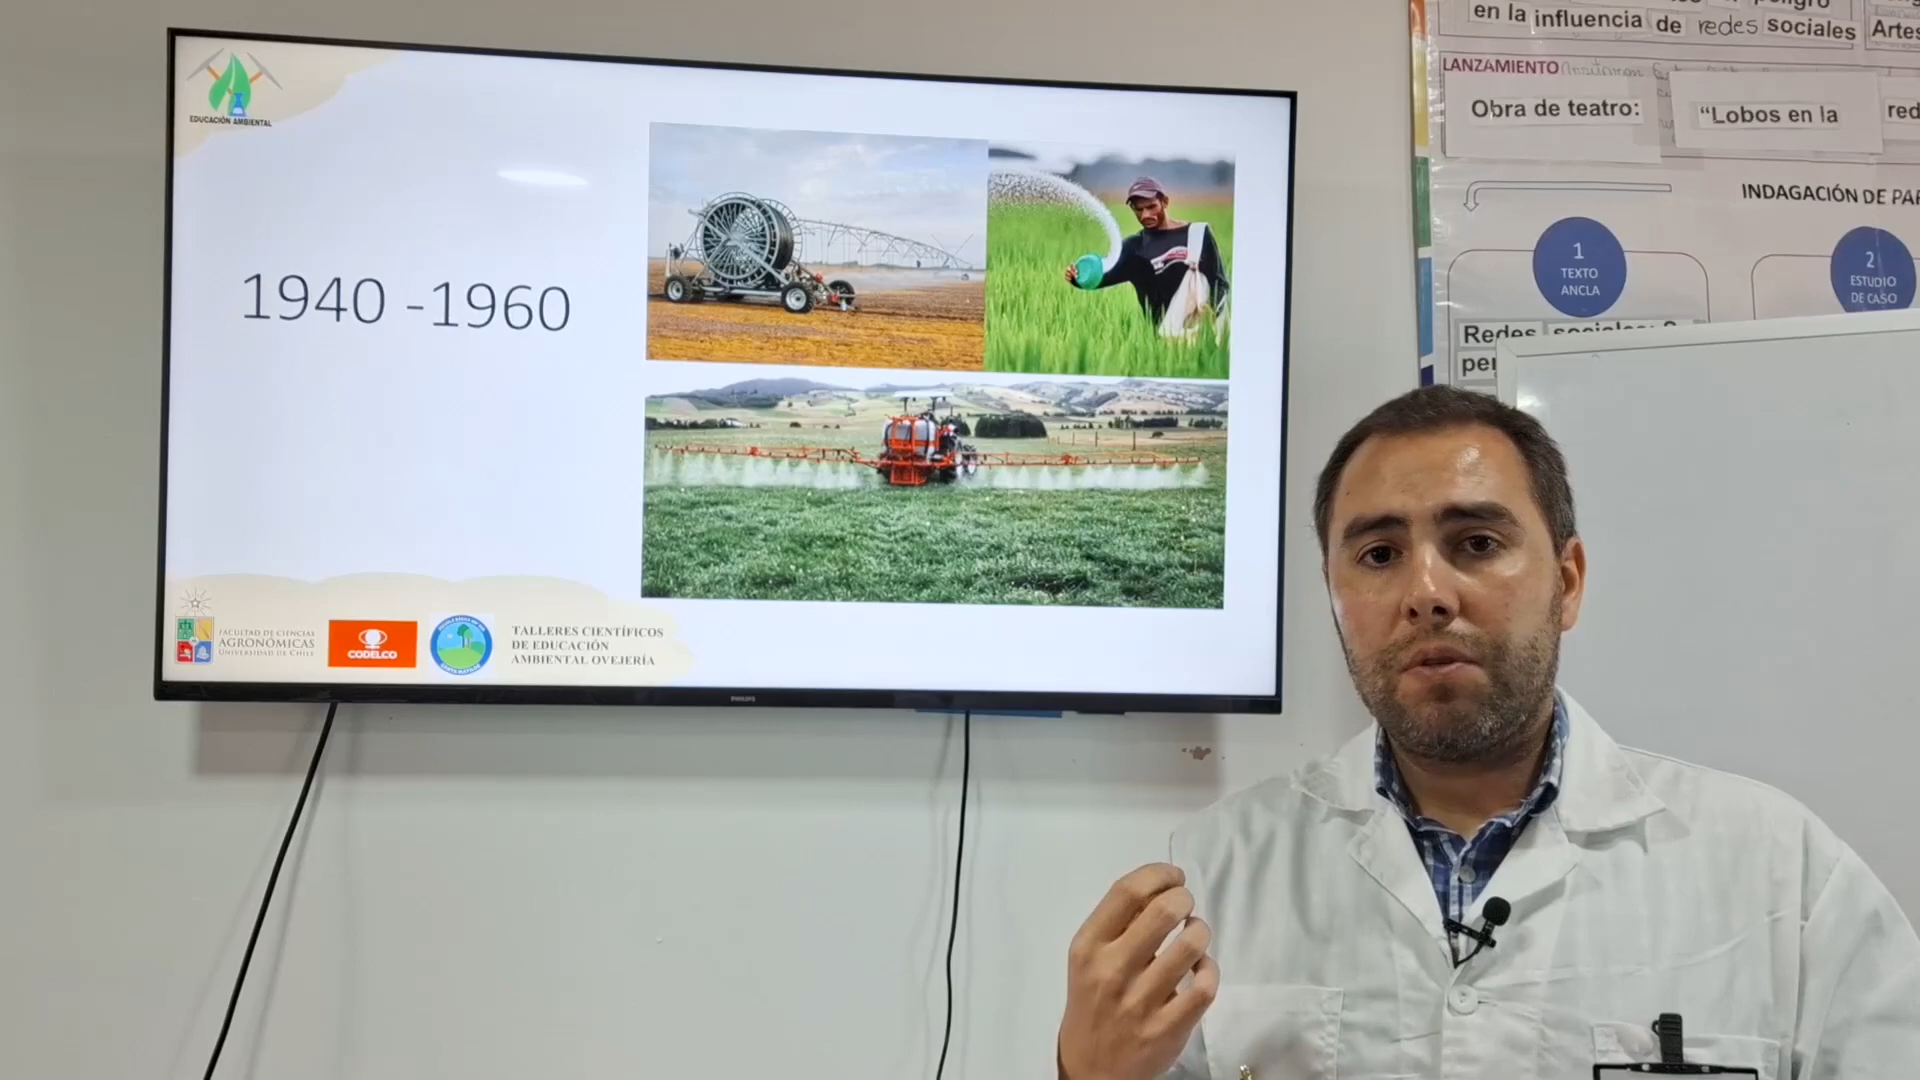 EDUCACIÓN AMBIENTAL
1940 -1960
FACULTAD DE CIENCIAS
AGRONÓMICAS
UNIVERSIDAD DE CHILE
CODELCO
TALLERES CIENTÍFICOS
DE EDUCACIÓN
AMBIENTAL OVEJERÍA
PHILIPS
en la influencia de redes sociales
Artes
LANZAMIENTO
Obra de teatro:
“Lobos en la
red
INDAGACIÓN DE PAR
1
TEXTO
ANCLA
2
ESTUDIO
DE CASO
Redes sociales: